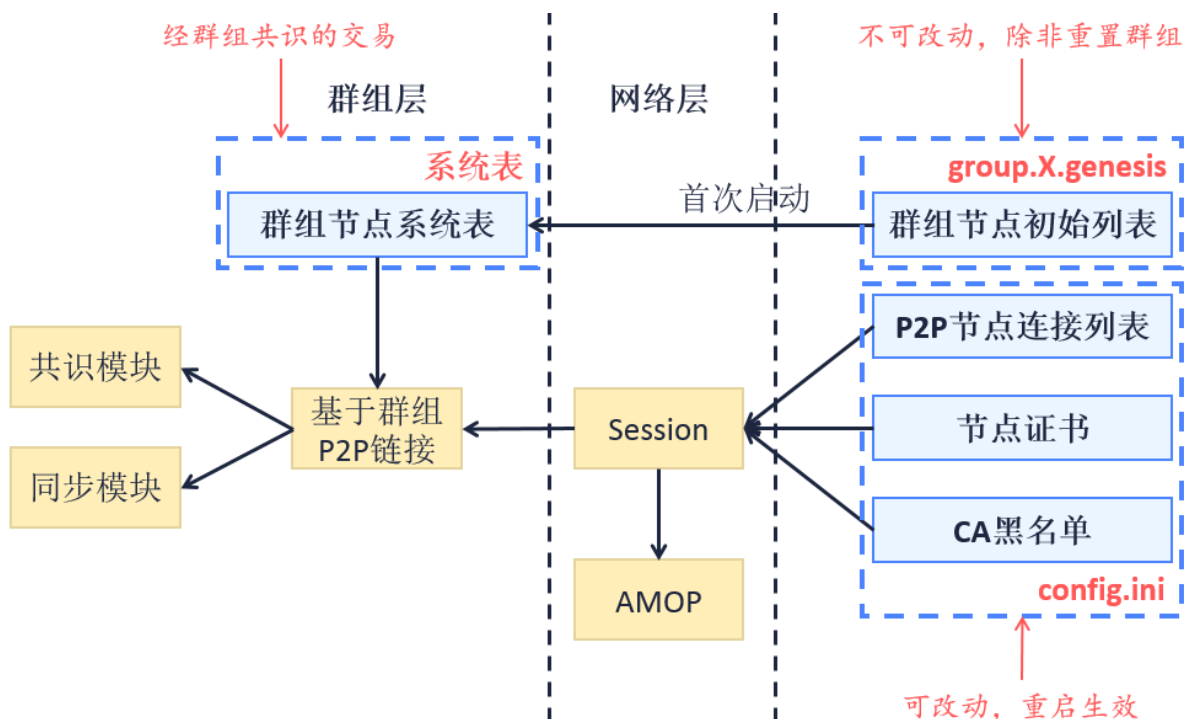 经群组共识的交易
不可改动，除非重置群组
群组层
网络层
系统表
group.X.genesis
首次启动
群组节点系统表
群组节点初始列表
P2P节点连接列表
共识模块
基于群组
P2P链接
Session
节点证书
同步模块
CA黑名单
AMOP
config.ini
可改动，重启生效